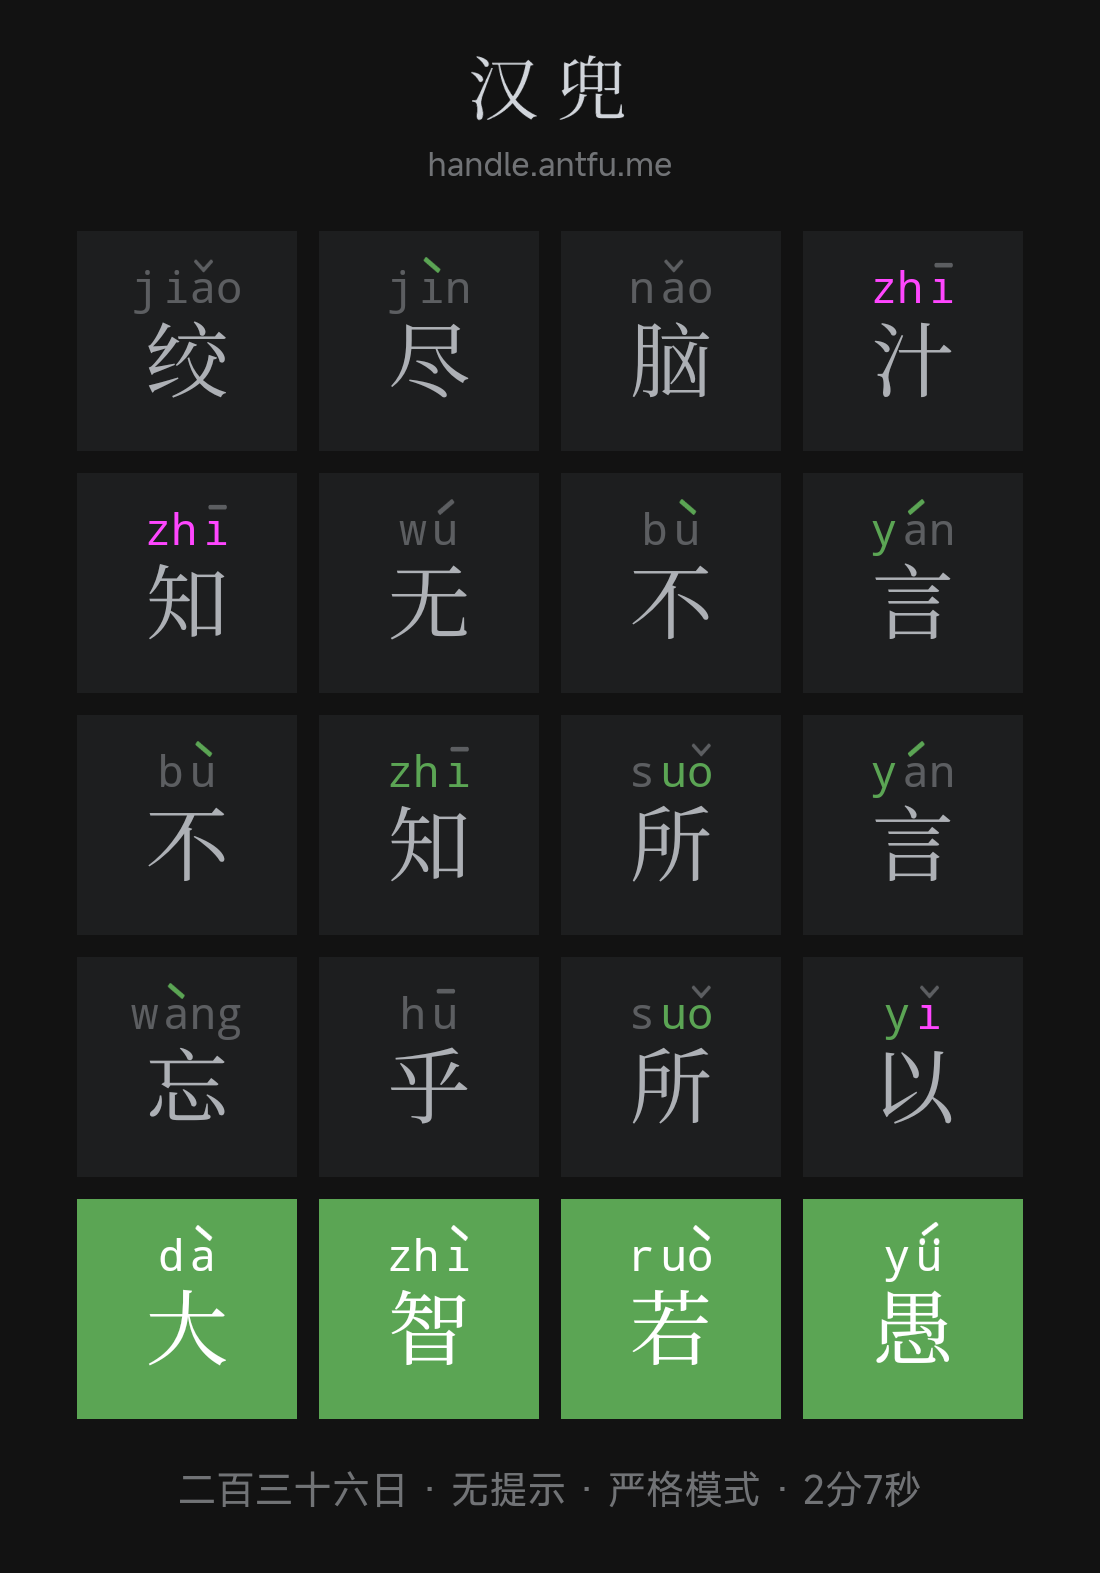 汉兜
handle.antfu.me
jiǎo jìn nǎo zhī
绞 尽 脑 汁
zhī wú bù yán
知 无 不 言
bù zhī suǒ yán
不 知 所 言
wàng hū suǒ yǐ
忘 乎 所 以
dà zhì ruò yǘ
大 智 若 愚
二百三十六日 · 无提示 · 严格模式 · 2分7秒